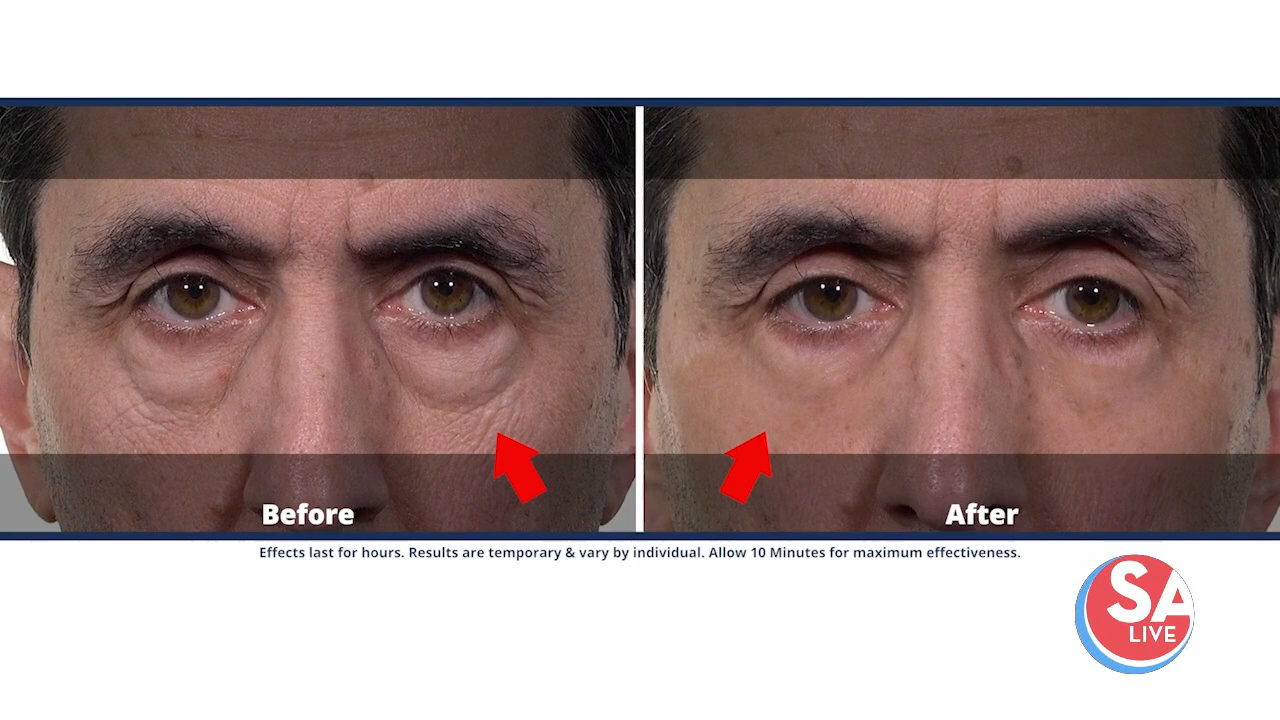 Before
After
Effects last for hours. Results are temporary & vary by individual. Allow 10 Minutes for maximum effectiveness.
SA
LIVE